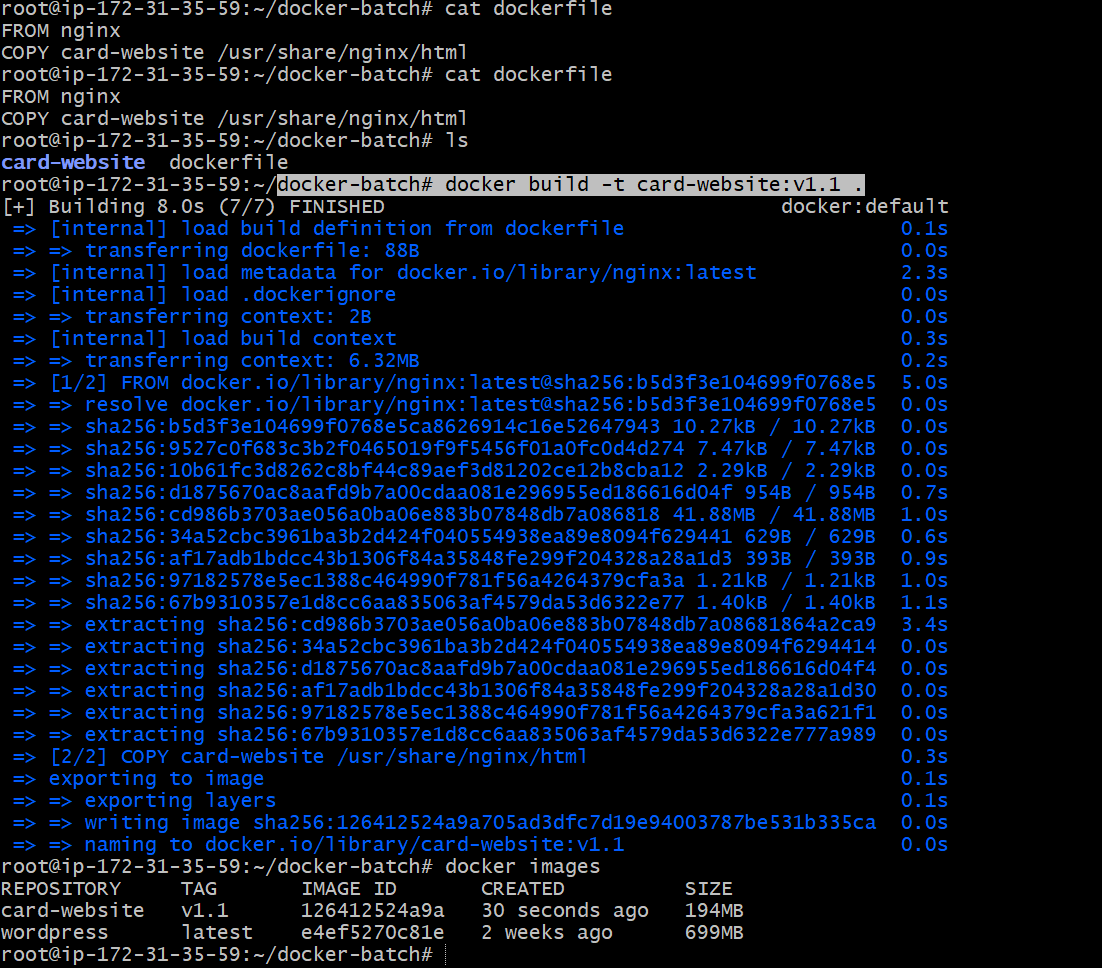 root@ip-172-31-35-59:~/docker-batch# cat dockerfile
FROM nginx
COPY card-website /usr/share/nginx/html
root@ip-172-31-35-59:~/docker-batch# cat dockerfile
FROM nginx
COPY card-website /usr/share/nginx/html
root@ip-172-31-35-59:~/docker-batch# ls
card-website  dockerfile
root@ip-172-31-35-59:~/docker-batch# docker build -t card-website:v1.1 .
[+] Building 8.0s (7/7) FINISHED docker:default
=> [internal] load build definition from dockerfile 0.1s
=> => transferring dockerfile: 88B 0.0s
=> [internal] load metadata for docker.io/library/nginx:latest 2.3s
=> [internal] load .dockerignore 0.0s
=> => transferring context: 2B 0.0s
=> [internal] load build context 0.3s
=> => transferring context: 6.32MB 0.2s
=> [1/2] FROM docker.io/library/nginx:latest@sha256:b5d3f3e104699f0768e5 5.0s
=> => resolve docker.io/library/nginx:latest@sha256:b5d3f3e104699f0768e5 0.0s
=> => sha256:b5d3f3e104699f0768e5ca8626914c16e52647943 10.27kB / 10.27kB 0.0s
=> => sha256:9527c0f683c3b2f0465019f9f5456f01a0fc0d4d274 7.47kB / 7.47kB 0.0s
=> => sha256:10b61fc3d8262c8bf44c89aef3d81202ce12b8cba12 2.29kB / 2.29kB 0.0s
=> => sha256:d1875670ac8aafd9b7a00cdaa081e296955ed186616d04f 954B / 954B 0.7s
=> => sha256:cd986b3703ae056a0ba06e883b07848db7a086818 41.88MB / 41.88MB 1.0s
=> => sha256:34a52cbc3961ba3b2d424f040554938ea89e8094f629441 629B / 629B 0.6s
=> => sha256:af17adb1bdcc43b1306f84a35848fe299f204328a28a1d3 393B / 393B 0.9s
=> => sha256:97182578e5ec1388c464990f781f56a4264379cfa3a 1.21kB / 1.21kB 1.0s
=> => sha256:67b9310357e1d8cc6aa835063af4579da53d6322e77 1.40kB / 1.40kB 1.1s
=> => extracting sha256:cd986b3703ae056a0ba06e883b07848db7a08681864a2ca9 3.4s
=> => extracting sha256:34a52cbc3961ba3b2d424f040554938ea89e8094f6294414 0.0s
=> => extracting sha256:d1875670ac8aafd9b7a00cdaa081e296955ed186616d04f4 0.0s
=> => extracting sha256:af17adb1bdcc43b1306f84a35848fe299f204328a28a1d30 0.0s
=> => extracting sha256:97182578e5ec1388c464990f781f56a4264379cfa3a621f1 0.0s
=> => extracting sha256:67b9310357e1d8cc6aa835063af4579da53d6322e777a989 0.0s
=> [2/2] COPY card-website /usr/share/nginx/html 0.3s
=> exporting to image 0.1s
=> => exporting layers 0.1s
=> => writing image sha256:126412524a9a705ad3dfc7d19e94003787be531b335ca 0.0s
=> => naming to docker.io/library/card-website:v1.1 0.0s
root@ip-172-31-35-59:~/docker-batch# docker images
REPOSITORY TAG IMAGE ID CREATED SIZE
card-website v1.1 126412524a9a 30 seconds ago 194MB
wordpress latest e4ef5270c81e 2 weeks ago 699MB
root@ip-172-31-35-59:~/docker-batch#